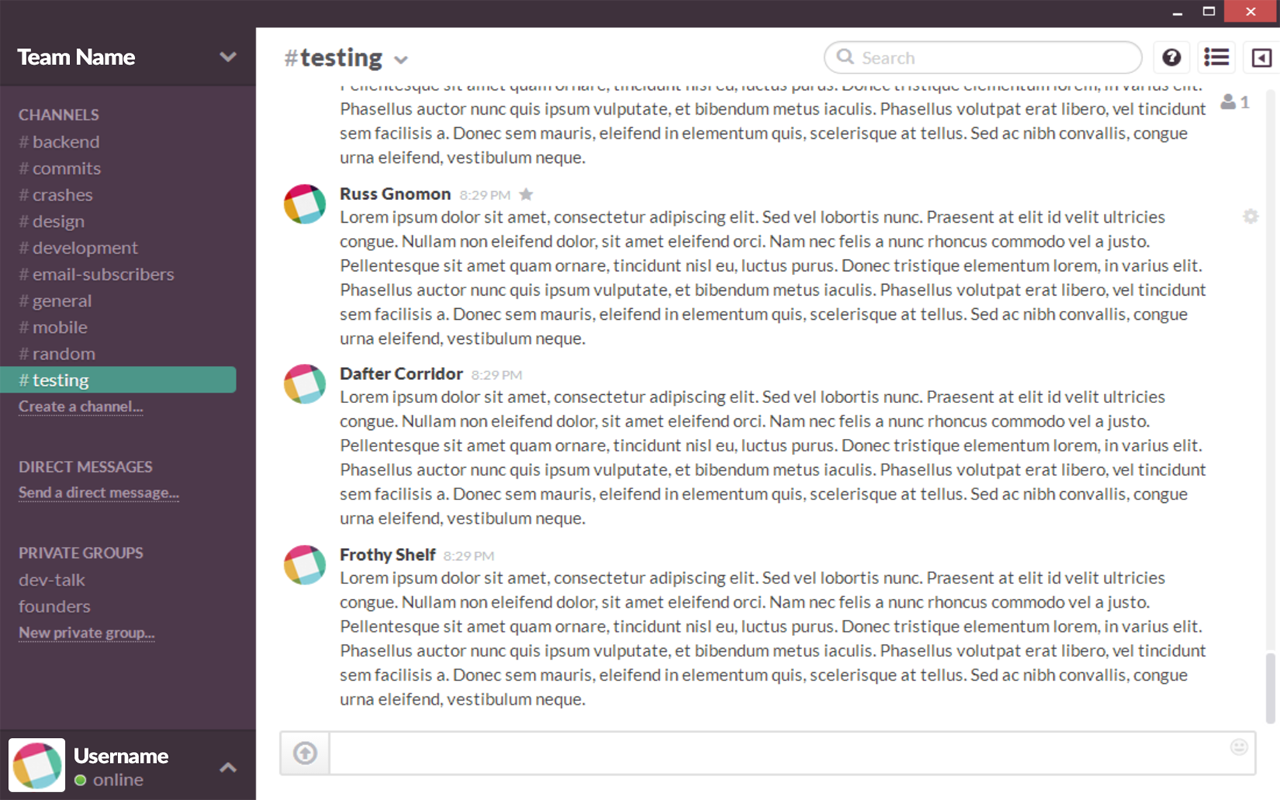 Team Name
CHANNELS
# backend
# commits
# crashes
# design
# development
# email-subscribers
# general
# mobile
# random
# testing
Create a channel...
DIRECT MESSAGES
Send a direct message...
PRIVATE GROUPS
dev-talk
founders
New private group...
Username
online
#testing
Search
1
Pellentesque sit amet quam ornare, tincidunt nisl eu, luctus purus. Donec tristique elementum lorem, in varius elit.
Phasellus auctor nunc quis ipsum vulputate, et bibendum metus iaculis. Phasellus volutpat erat libero, vel tincidunt
sem facilisis a. Donec sem mauris, eleifend in elementum quis, scelerisque at tellus. Sed ac nibh convallis, congue
urna eleifend, vestibulum neque.
Russ Gnomon 8:29 PM
Lorem ipsum dolor sit amet, consectetur adipiscing elit. Sed vel lobortis nunc. Praesent at elit id velit ultricies
congue. Nullam non eleifend dolor, sit amet eleifend orci. Nam nec felis a nunc rhoncus commodo vel a justo.
Pellentesque sit amet quam ornare, tincidunt nisl eu, luctus purus. Donec tristique elementum lorem, in varius elit.
Phasellus auctor nunc quis ipsum vulputate, et bibendum metus iaculis. Phasellus volutpat erat libero, vel tincidunt
sem facilisis a. Donec sem mauris, eleifend in elementum quis, scelerisque at tellus. Sed ac nibh convallis, congue
urna eleifend, vestibulum neque.
Dafter Corridor 8:29 PM
Lorem ipsum dolor sit amet, consectetur adipiscing elit. Sed vel lobortis nunc. Praesent at elit id velit ultricies
congue. Nullam non eleifend dolor, sit amet eleifend orci. Nam nec felis a nunc rhoncus commodo vel a justo.
Pellentesque sit amet quam ornare, tincidunt nisl eu, luctus purus. Donec tristique elementum lorem, in varius elit.
Phasellus auctor nunc quis ipsum vulputate, et bibendum metus iaculis. Phasellus volutpat erat libero, vel tincidunt
sem facilisis a. Donec sem mauris, eleifend in elementum quis, scelerisque at tellus. Sed ac nibh convallis, congue
urna eleifend, vestibulum neque.
Frothy Shelf 8:29 PM
Lorem ipsum dolor sit amet, consectetur adipiscing elit. Sed vel lobortis nunc. Praesent at elit id velit ultricies
congue. Nullam non eleifend dolor, sit amet eleifend orci. Nam nec felis a nunc rhoncus commodo vel a justo.
Pellentesque sit amet quam ornare, tincidunt nisl eu, luctus purus. Donec tristique elementum lorem, in varius elit.
Phasellus auctor nunc quis ipsum vulputate, et bibendum metus iaculis. Phasellus volutpat erat libero, vel tincidunt
sem facilisis a. Donec sem mauris, eleifend in elementum quis, scelerisque at tellus. Sed ac nibh convallis, congue
urna eleifend, vestibulum neque.